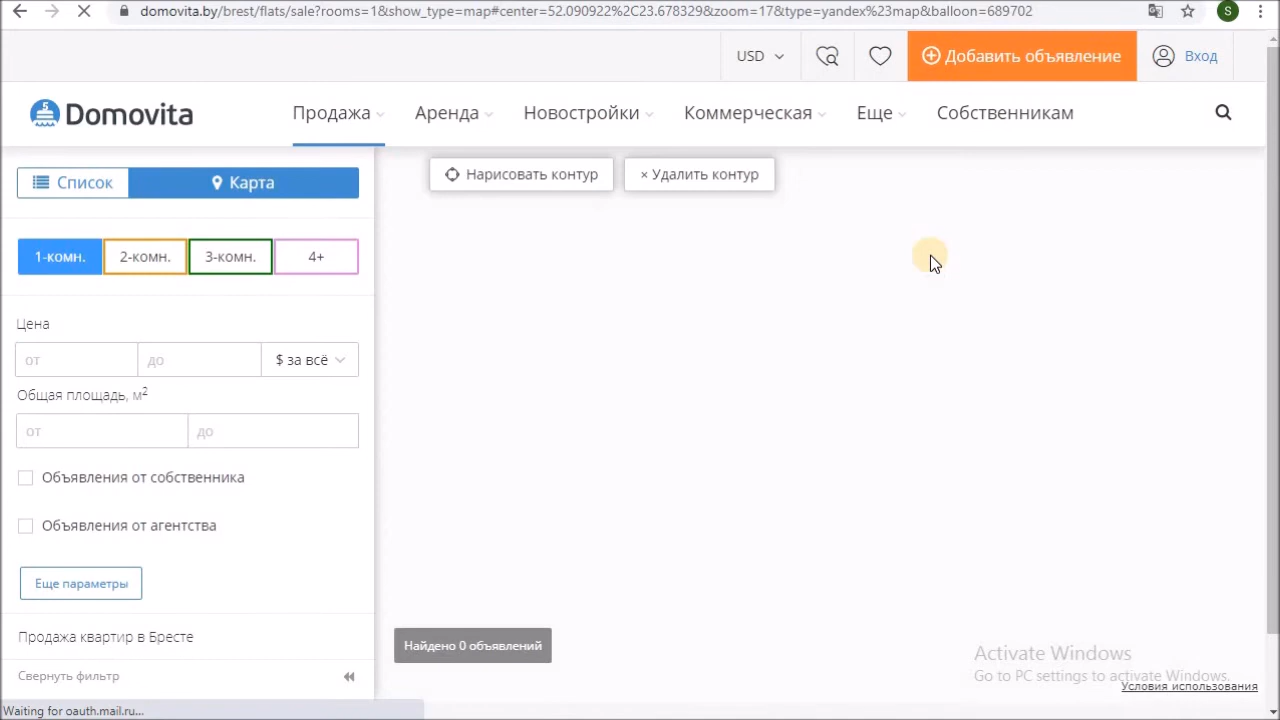 domovita.by/brest/flats/sale?rooms=1&show_type=map#center=52.090922%2C23.678329&zoom=17&type=yandex%23map&balloon=689702
S
USD
Добавить объявление
Вход
5
Domovita
Продажа
Аренда
Новостройки
Коммерческая
Еще
Собственникам
Список
Карта
Нарисовать контур
× Удалить контур
1-комн.
2-комн.
3-комн.
4+
Цена
от
до
$ за всё
Общая площадь, м²
от
до
Объявления от собственника
Объявления от агентства
Еще параметры
Продажа квартир в Бресте
Найдено 0 объявлений
Свернуть фильтр
Activate Windows
Go to PC settings to activate Windows.
Условия использования
Waiting for oauth.mail.ru...